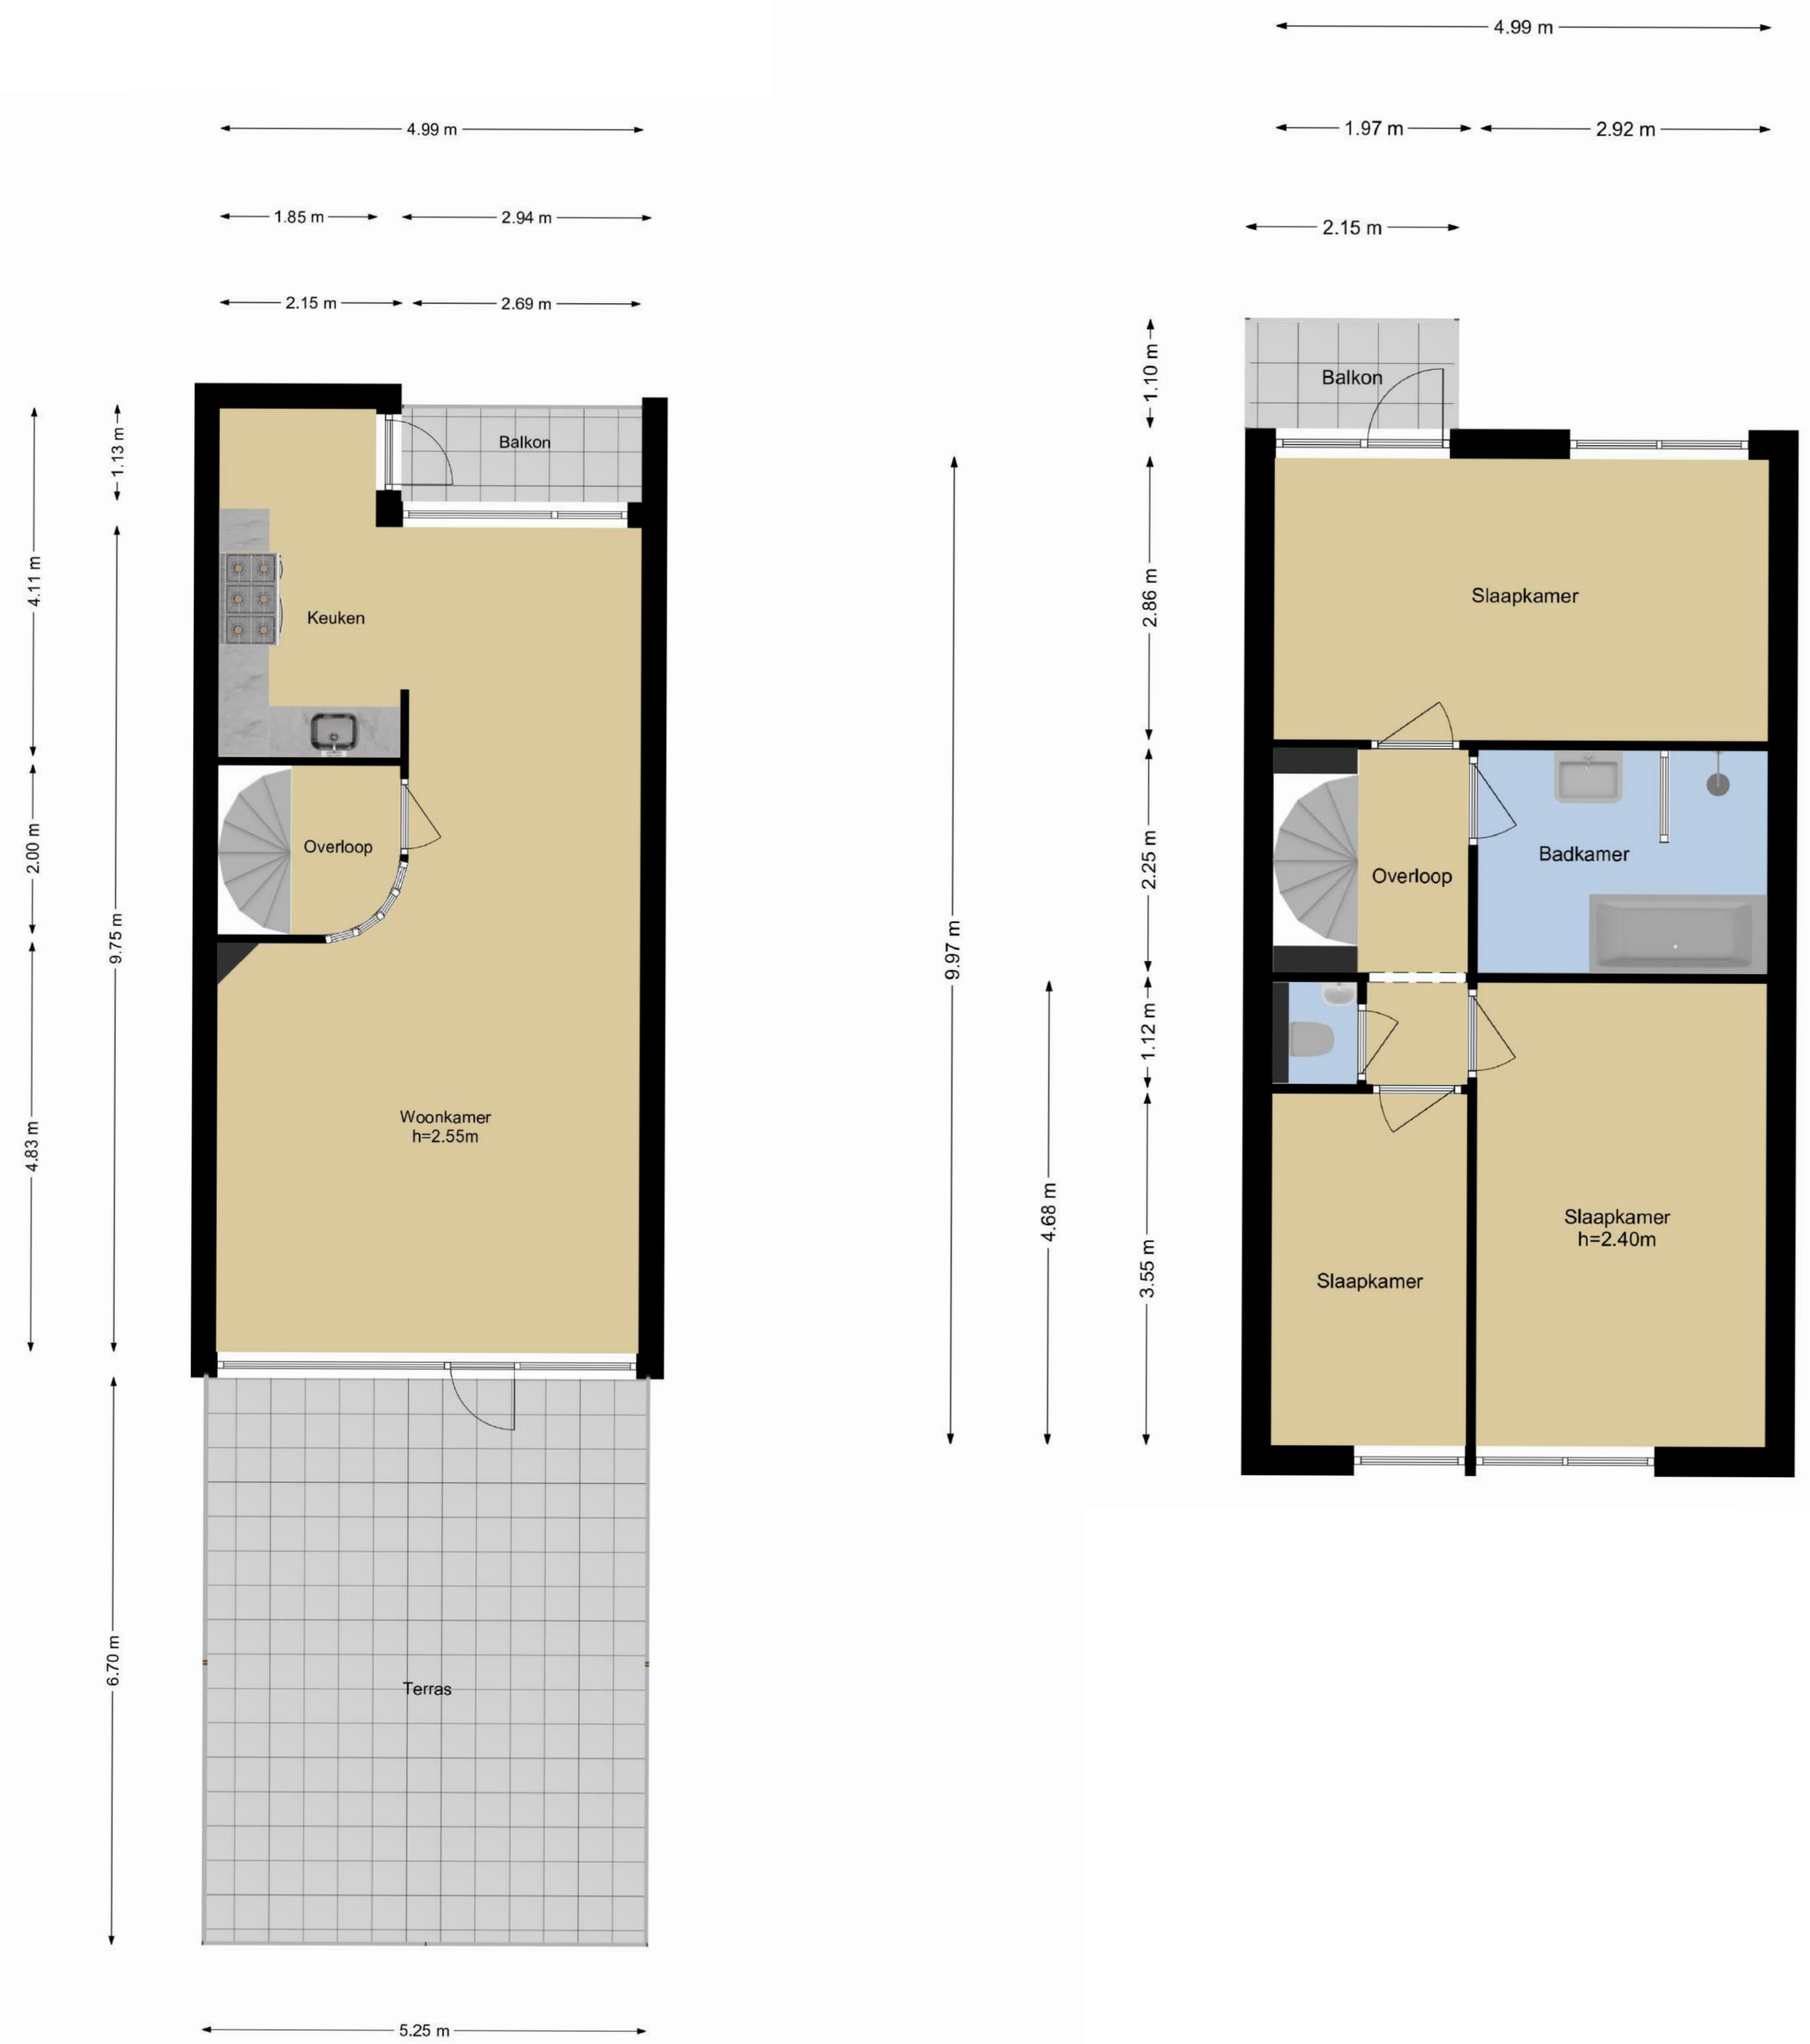 4.99 m
1.85 m
2.94 m
2.15 m
2.69 m
4.11 m
1.13 m
Balkon
Keuken
2.00 m
Overloop
9.75 m
4.83 m
Woonkamer
h=2.55m
6.70 m
Terras
5.25 m
4.99 m
1.97 m
2.92 m
2.15 m
1.10 m
Balkon
2.86 m
Slaapkamer
2.25 m
Overloop
Badkamer
9.97 m
1.12 m
4.68 m
3.55 m
Slaapkamer
Slaapkamer
h=2.40m